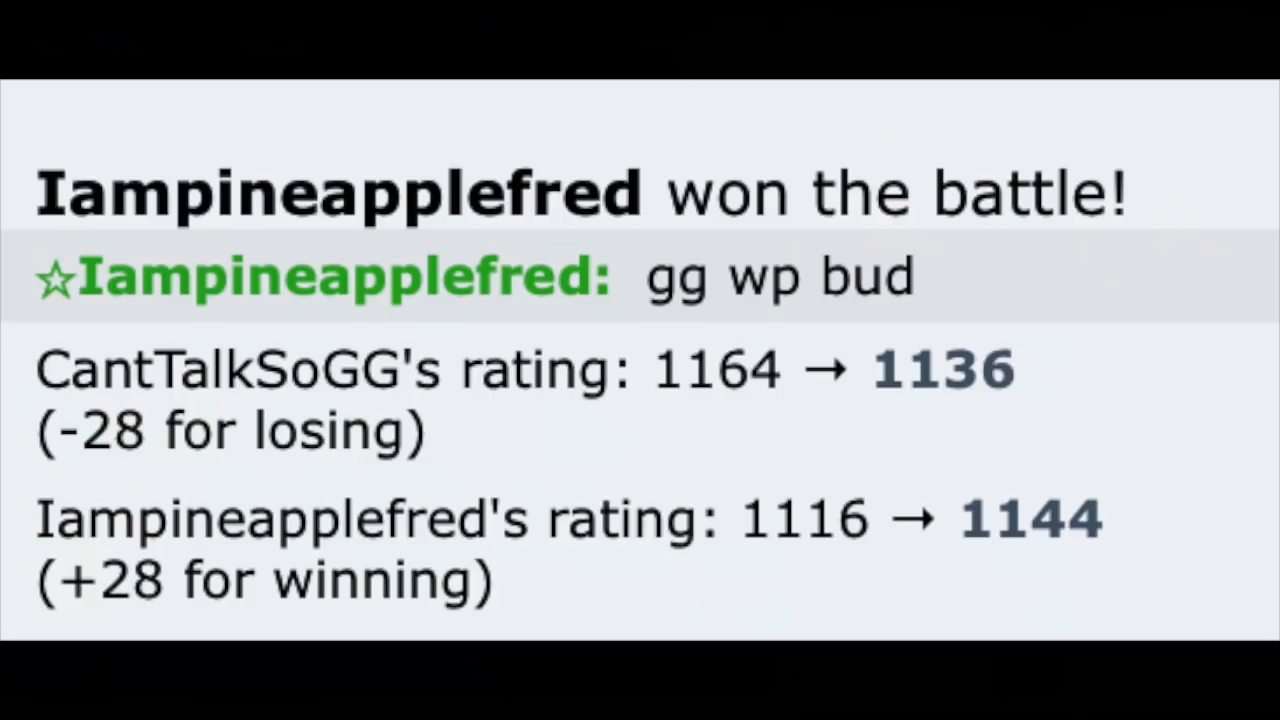 Iampineapplefred won the battle!
☆Iampineapplefred: gg wp bud
CantTalkSoGG's rating: 1164 → 1136
(-28 for losing)
Iampineapplefred's rating: 1116 → 1144
(+28 for winning)